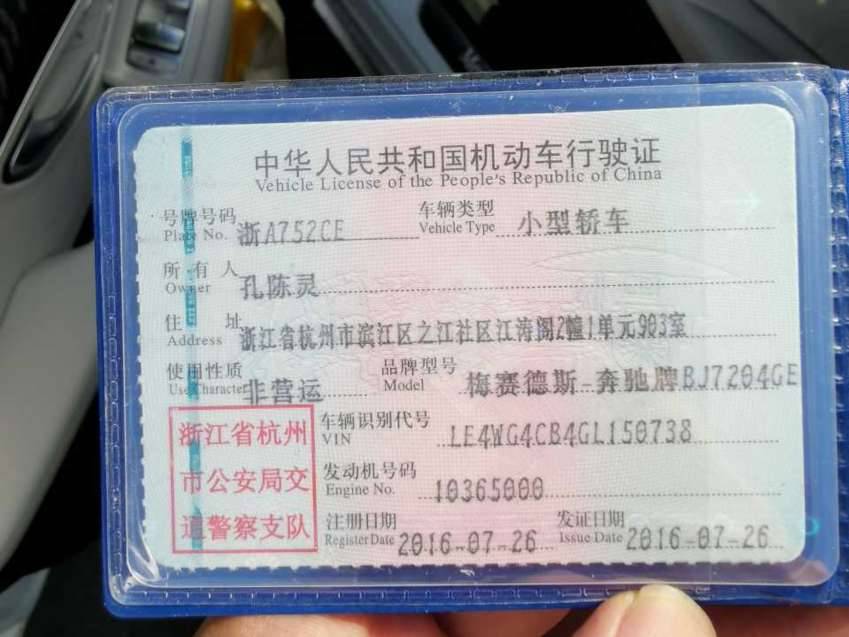 中华人民共和国机动车行驶证
Vehicle License of the People's Republic of China
号牌号码 浙A752CE 车辆类型 小型轿车
Plate No. Vehicle Type
所有人 孔陈灵
Owner
住址 浙江省杭州市滨江区之江社区江涛阁2幢1单元903室
Address
使用性质 非营运 品牌型号 梅赛德斯-奔驰牌BJ7204GE
Use Character Model
浙江省杭州
市公安局交
通警察支队
车辆识别代号 LE4WG4CB4GL150738
VIN
发动机号码 10365000
Engine No.
注册日期 2016-07-26 发证日期 2016-07-26
Register Date Issue Date